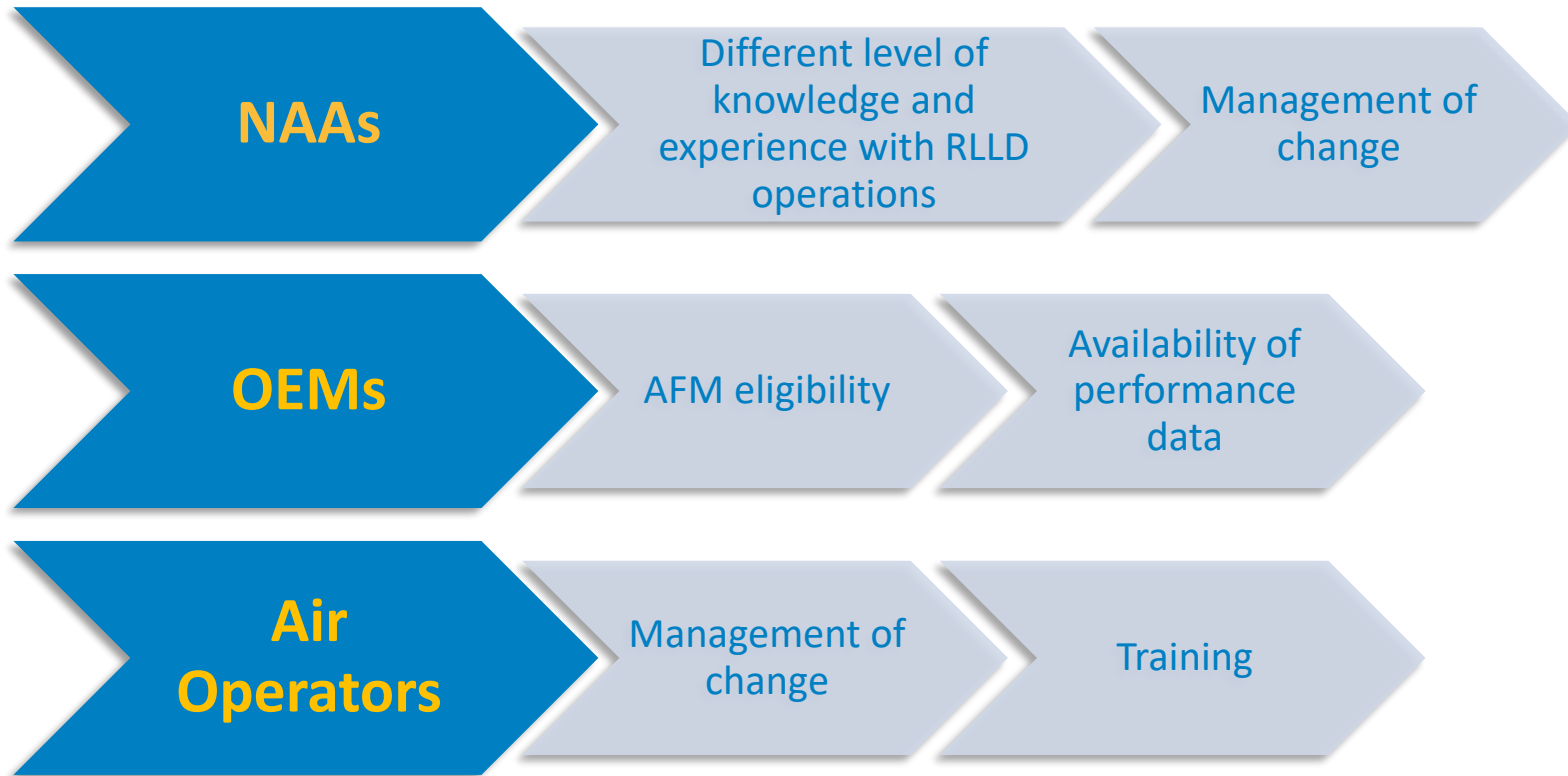 NAAs
Different level of
knowledge and
experience with RLLD
operations
Management of
change
OEMs
AFM eligibility
Availability of
performance
data
Air
Operators
Management of
change
Training